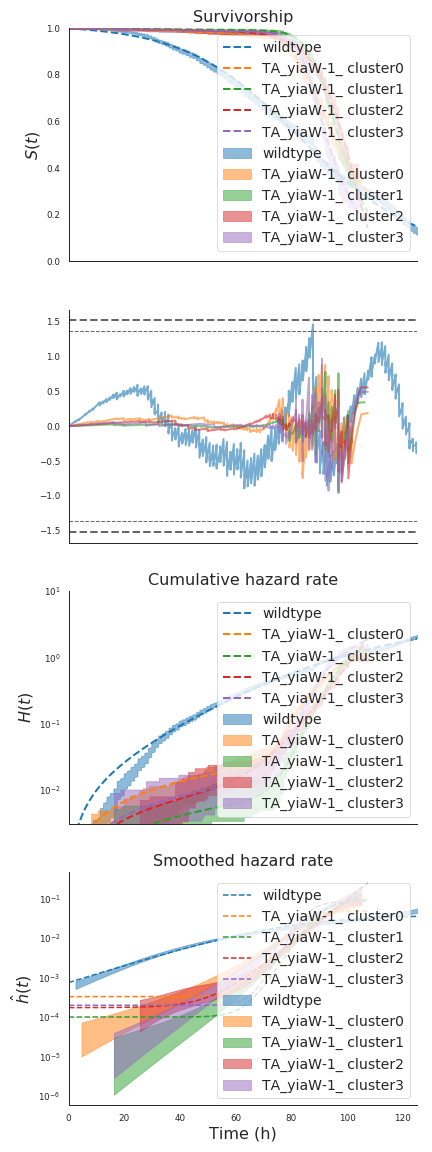 Survivorship
1.0
0.8
0.6
0.4
0.2
0.0
S(t)
wildtype
TA_yiaW-1_ cluster0
TA_yiaW-1_ cluster1
TA_yiaW-1_ cluster2
TA_yiaW-1_ cluster3
wildtype
TA_yiaW-1_ cluster0
TA_yiaW-1_ cluster1
TA_yiaW-1_ cluster2
TA_yiaW-1_ cluster3
1.5
1.0
0.5
0.0
−0.5
−1.0
−1.5
Cumulative hazard rate
10¹
10⁰
10⁻¹
10⁻²
H(t)
wildtype
TA_yiaW-1_ cluster0
TA_yiaW-1_ cluster1
TA_yiaW-1_ cluster2
TA_yiaW-1_ cluster3
wildtype
TA_yiaW-1_ cluster0
TA_yiaW-1_ cluster1
TA_yiaW-1_ cluster2
TA_yiaW-1_ cluster3
Smoothed hazard rate
10⁻¹
10⁻²
10⁻³
10⁻⁴
10⁻⁵
10⁻⁶
ĥ(t)
wildtype
TA_yiaW-1_ cluster0
TA_yiaW-1_ cluster1
TA_yiaW-1_ cluster2
TA_yiaW-1_ cluster3
wildtype
TA_yiaW-1_ cluster0
TA_yiaW-1_ cluster1
TA_yiaW-1_ cluster2
TA_yiaW-1_ cluster3
0 20 40 60 80 100 120
Time (h)